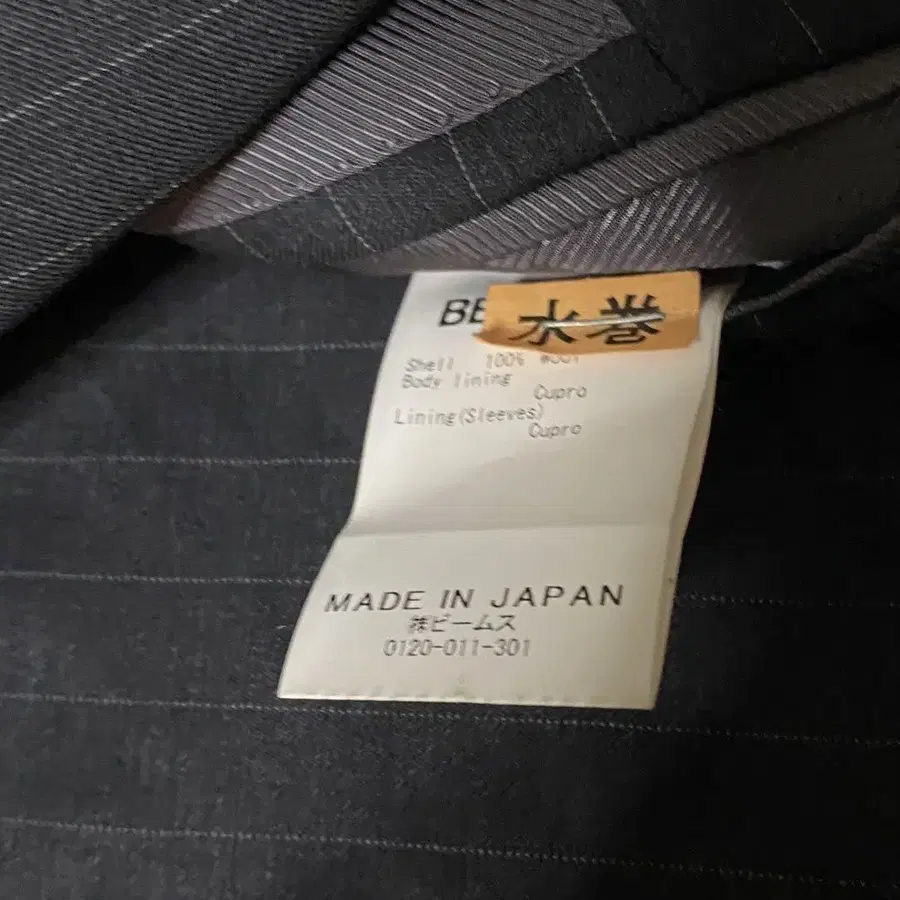 BE
水巻
Shell 100% wool
Body lining
Cupro
Lining(Sleeves)
Cupro
MADE IN JAPAN
㈱ビームス
0120-011-301